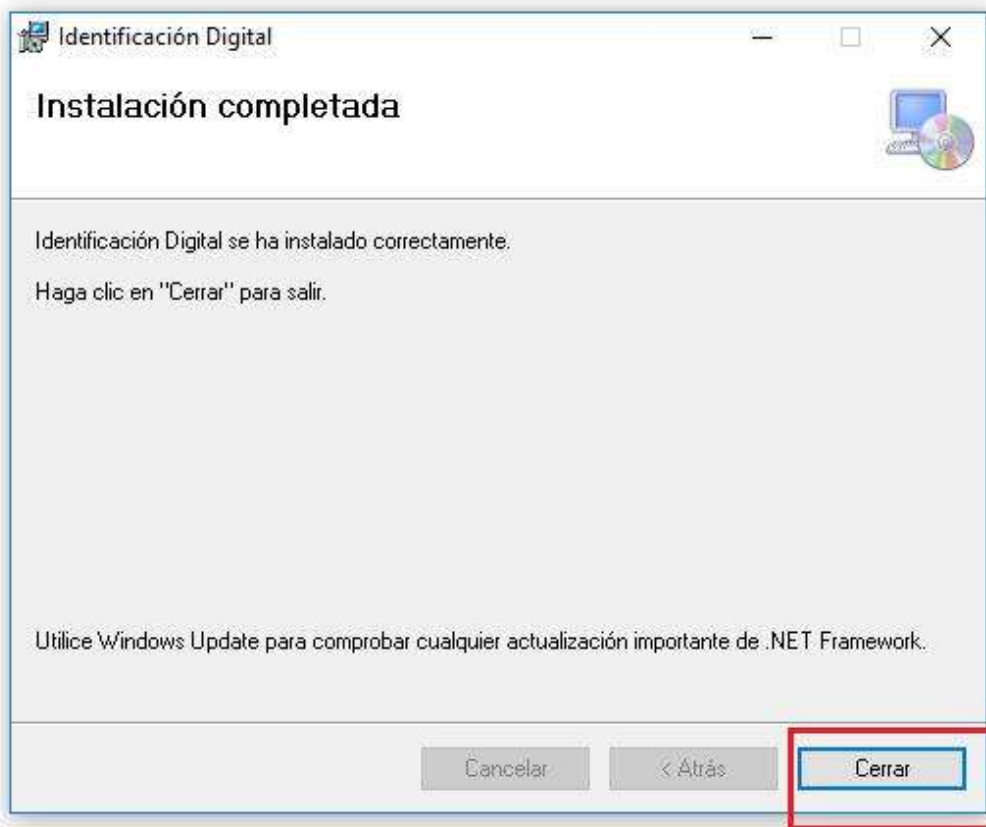 Identificación Digital
Instalación completada
Identificación Digital se ha instalado correctamente.
Haga clic en "Cerrar" para salir.
Utilice Windows Update para comprobar cualquier actualización importante de .NET Framework.
Cancelar < Atrás Cerrar